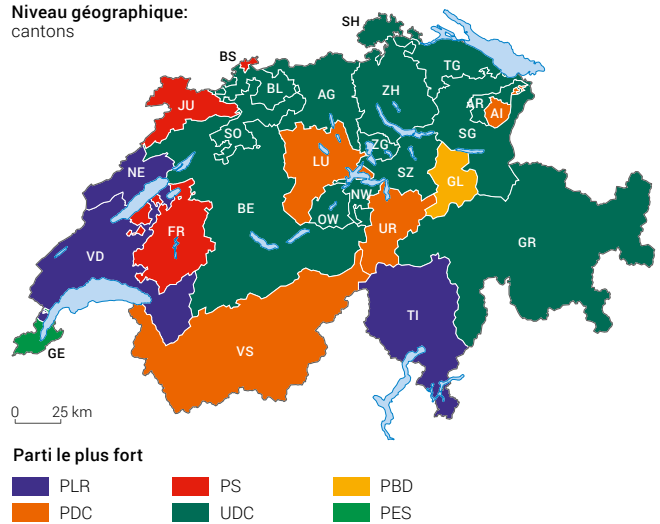 Niveau géographique:
cantons
SH
BS
TG
BL
AG
ZH
JU
AR
AI
SO
SG
ZG
LU
NE
SZ
GL
NW
BE
OW
FR
UR
GR
VD
TI
VS
GE
0 25 km
Parti le plus fort
PLR PS PBD
PDC UDC PES